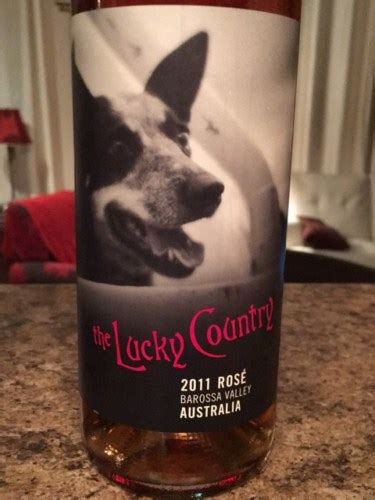 the Lucky Country
2011 ROSÉ
BAROSSA VALLEY
AUSTRALIA